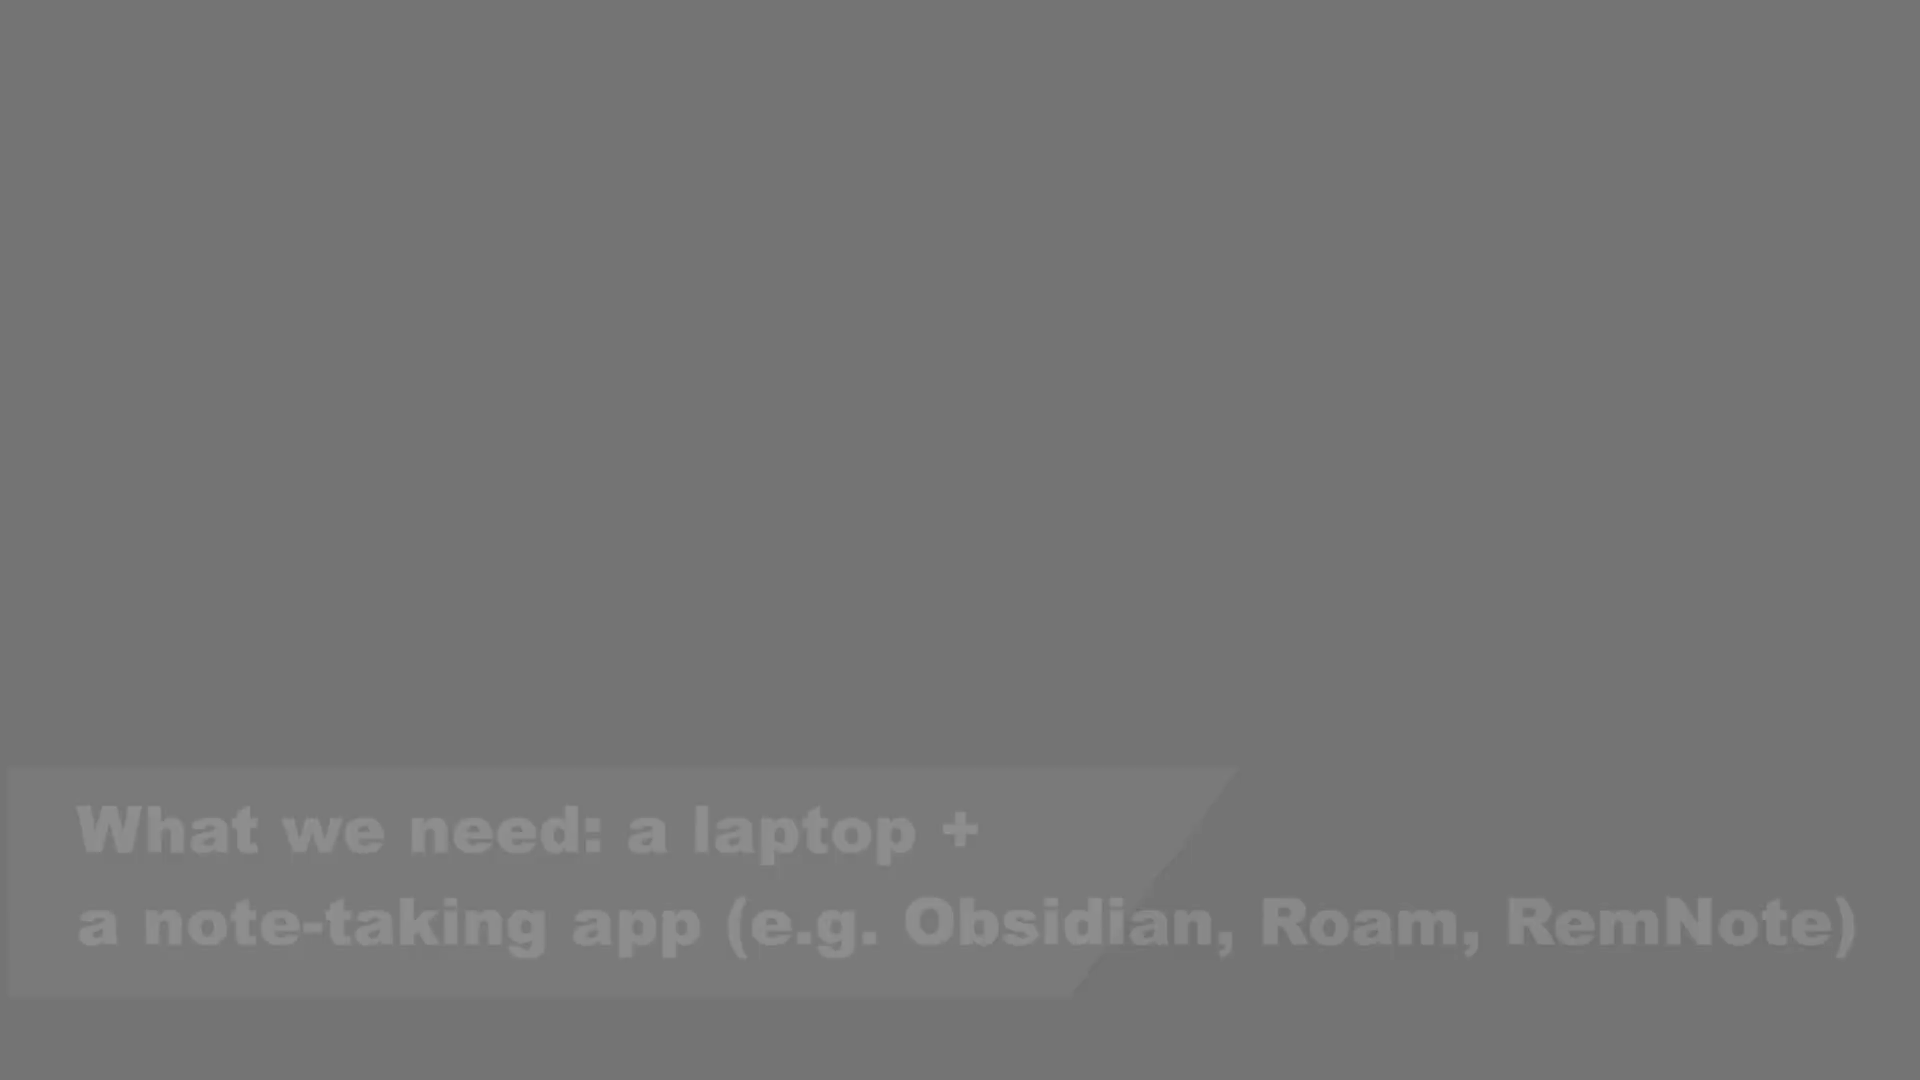 What we need: a laptop +
a note-taking app (e.g. Obsidian, Roam, RemNote)